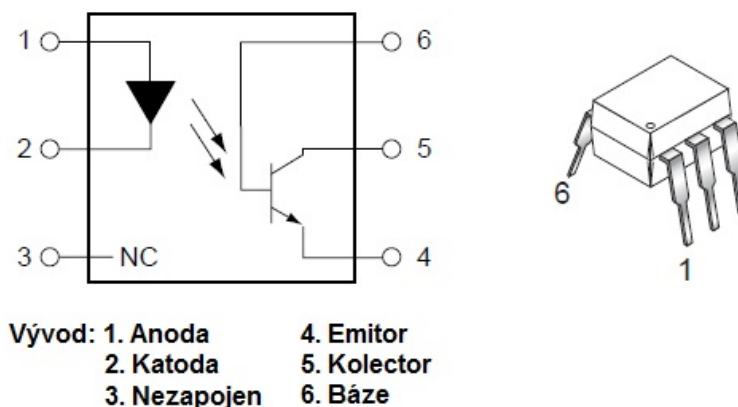 1 6
2 5
3 NC 4
6
1
Vývod: 1. Anoda 4. Emitor
2. Katoda 5. Kolector
3. Nezapojen 6. Báze